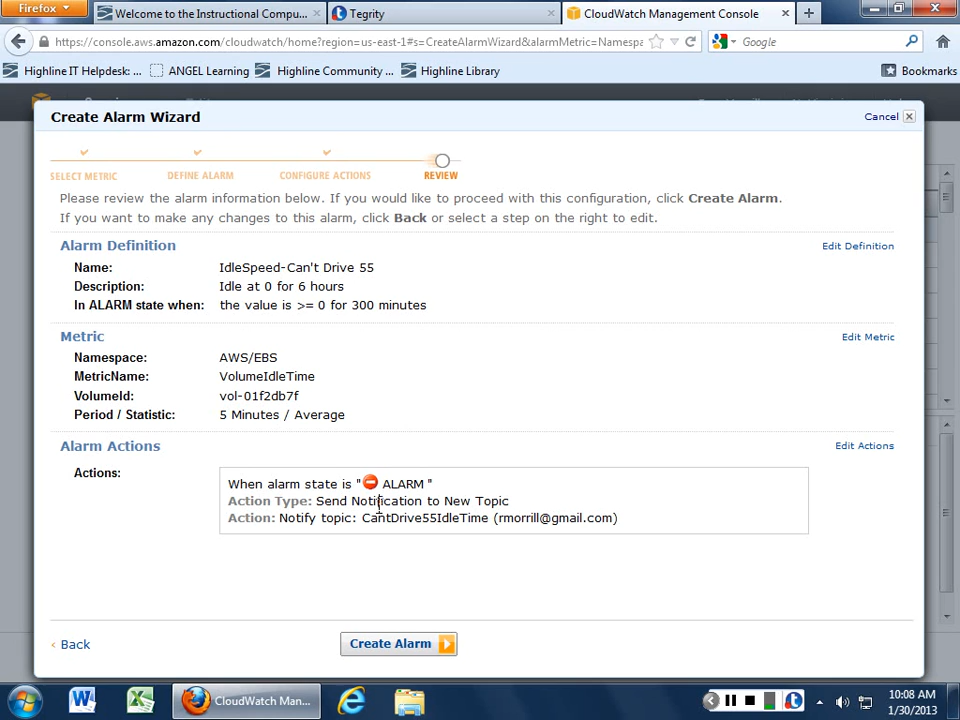 Firefox
Welcome to the Instructional Compu...
Tegrity
CloudWatch Management Console
https://console.aws.amazon.com/cloudwatch/home?region=us-east-1#s=CreateAlarmWizard&alarmMetric=Namespa
Google
Highline IT Helpdesk: ...
ANGEL Learning
Highline Community ...
Highline Library
Bookmarks
Create Alarm Wizard
Cancel
SELECT METRIC
DEFINE ALARM
CONFIGURE ACTIONS
REVIEW
Please review the alarm information below. If you would like to proceed with this configuration, click Create Alarm.
If you want to make any changes to this alarm, click Back or select a step on the right to edit.
Alarm Definition
Edit Definition
Name: IdleSpeed-Can't Drive 55
Description: Idle at 0 for 6 hours
In ALARM state when: the value is >= 0 for 300 minutes
Metric
Edit Metric
Namespace: AWS/EBS
MetricName: VolumeIdleTime
VolumeId: vol-01f2db7f
Period / Statistic: 5 Minutes / Average
Alarm Actions
Edit Actions
Actions:
When alarm state is " ALARM "
Action Type: Send Notification to New Topic
Action: Notify topic: CantDrive55IdleTime (rmorrill@gmail.com)
‹ Back
Create Alarm
CloudWatch Man...
10:08 AM
1/30/2013